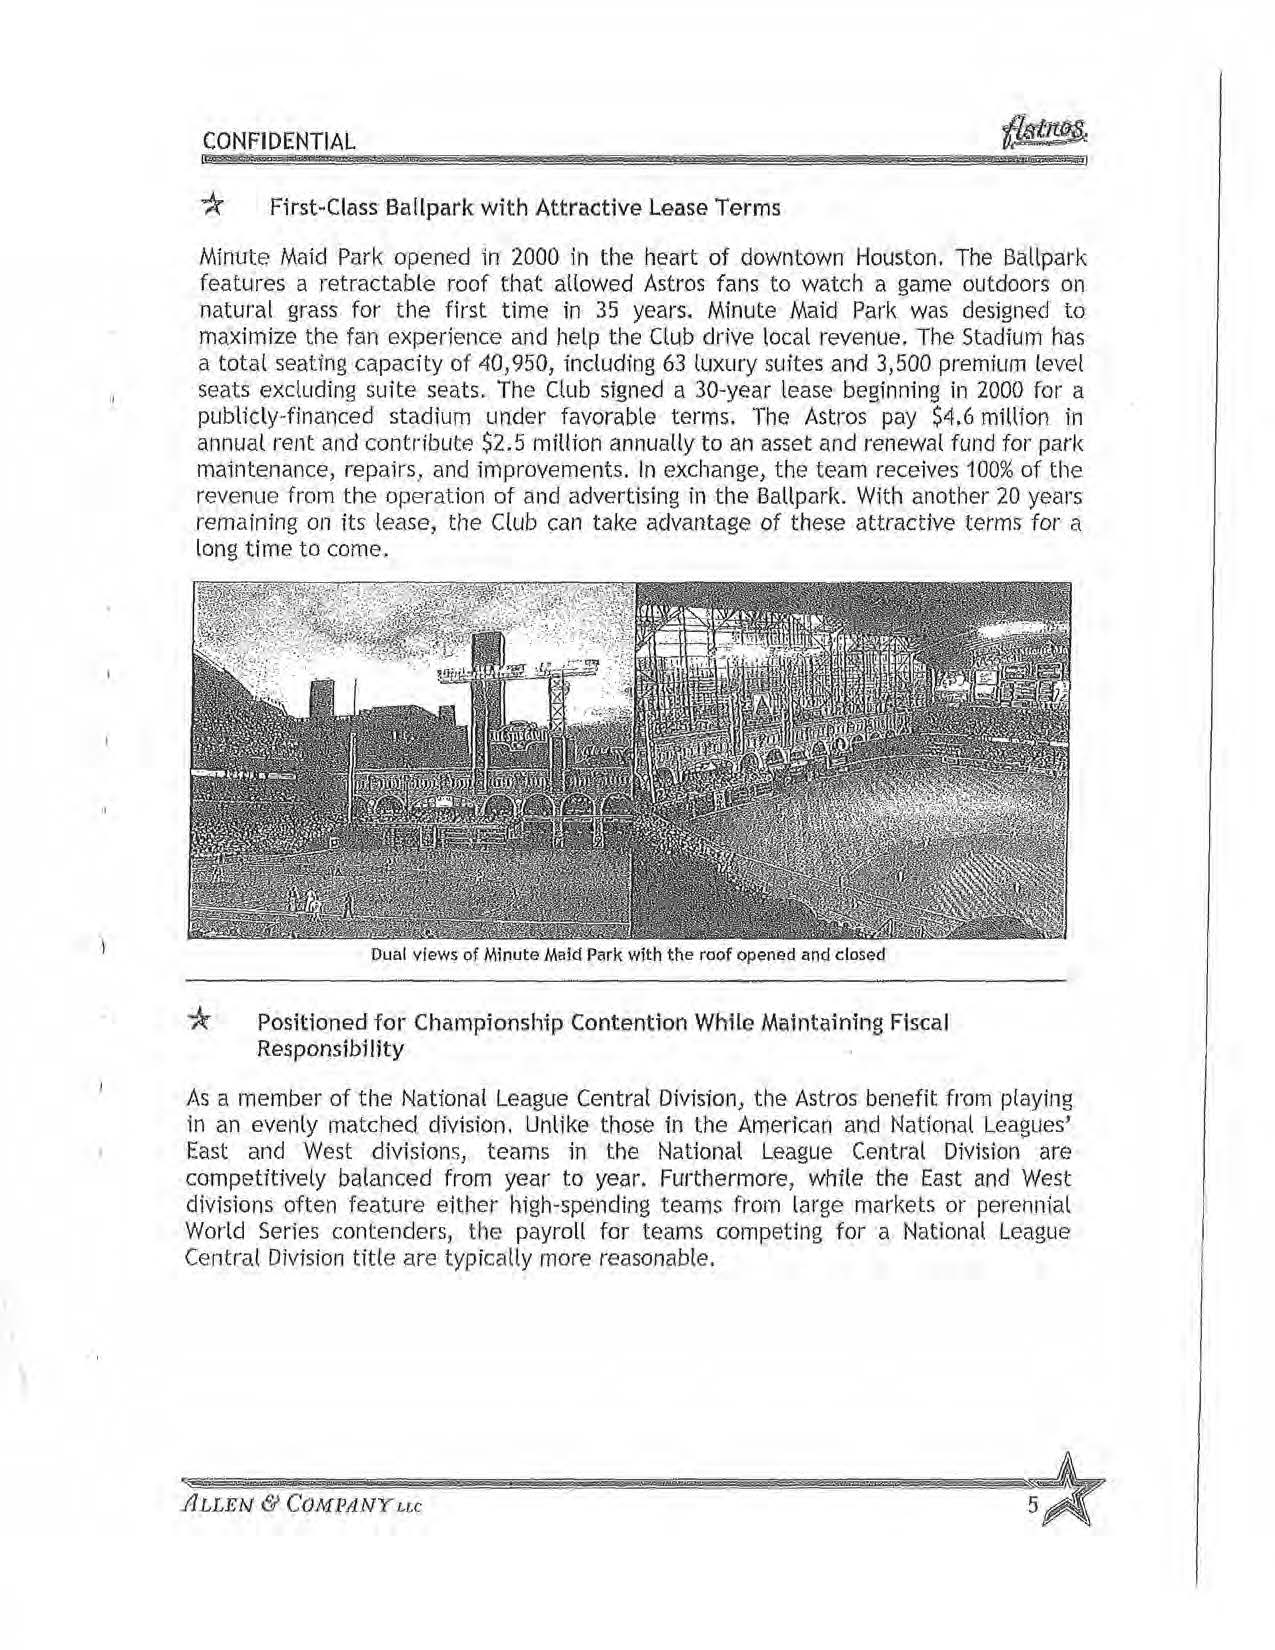 CONFIDENTIAL
Astros
First-Class Ballpark with Attractive Lease Terms
Minute Maid Park opened in 2000 in the heart of downtown Houston. The Ballpark
features a retractable roof that allowed Astros fans to watch a game outdoors on
natural grass for the first time in 35 years. Minute Maid Park was designed to
maximize the fan experience and help the Club drive local revenue. The Stadium has
a total seating capacity of 40,950, including 63 luxury suites and 3,500 premium level
seats excluding suite seats. The Club signed a 30-year lease beginning in 2000 for a
publicly-financed stadium under favorable terms. The Astros pay $4.6 million in
annual rent and contribute $2.5 million annually to an asset and renewal fund for park
maintenance, repairs, and improvements. In exchange, the team receives 100% of the
revenue from the operation of and advertising in the Ballpark. With another 20 years
remaining on its lease, the Club can take advantage of these attractive terms for a
long time to come.
Dual views of Minute Maid Park with the roof opened and closed
Positioned for Championship Contention While Maintaining Fiscal
Responsibility
As a member of the National League Central Division, the Astros benefit from playing
in an evenly matched division. Unlike those in the American and National Leagues'
East and West divisions, teams in the National League Central Division are
competitively balanced from year to year. Furthermore, while the East and West
divisions often feature either high-spending teams from large markets or perennial
World Series contenders, the payroll for teams competing for a National League
Central Division title are typically more reasonable.
ALLEN & COMPANY LLC
5